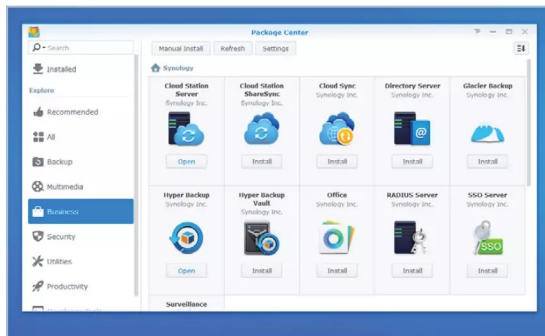 Package Center
Search
Manual Install
Refresh
Settings
Installed
Synology
Explore
Recommended
All
Backup
Multimedia
Business
Security
Utilities
Productivity
Cloud Station
Server
Synology Inc.
Open
Cloud Station
ShareSync
Synology Inc.
Install
Cloud Sync
Synology Inc.
Install
Directory Server
Synology Inc.
Install
Glacier Backup
Synology Inc.
Install
Hyper Backup
Synology Inc.
Open
Hyper Backup
Vault
Synology Inc.
Install
Office
Synology Inc.
Install
RADIUS Server
Synology Inc.
Install
SSO Server
Synology Inc.
SSO
Install
Surveillance